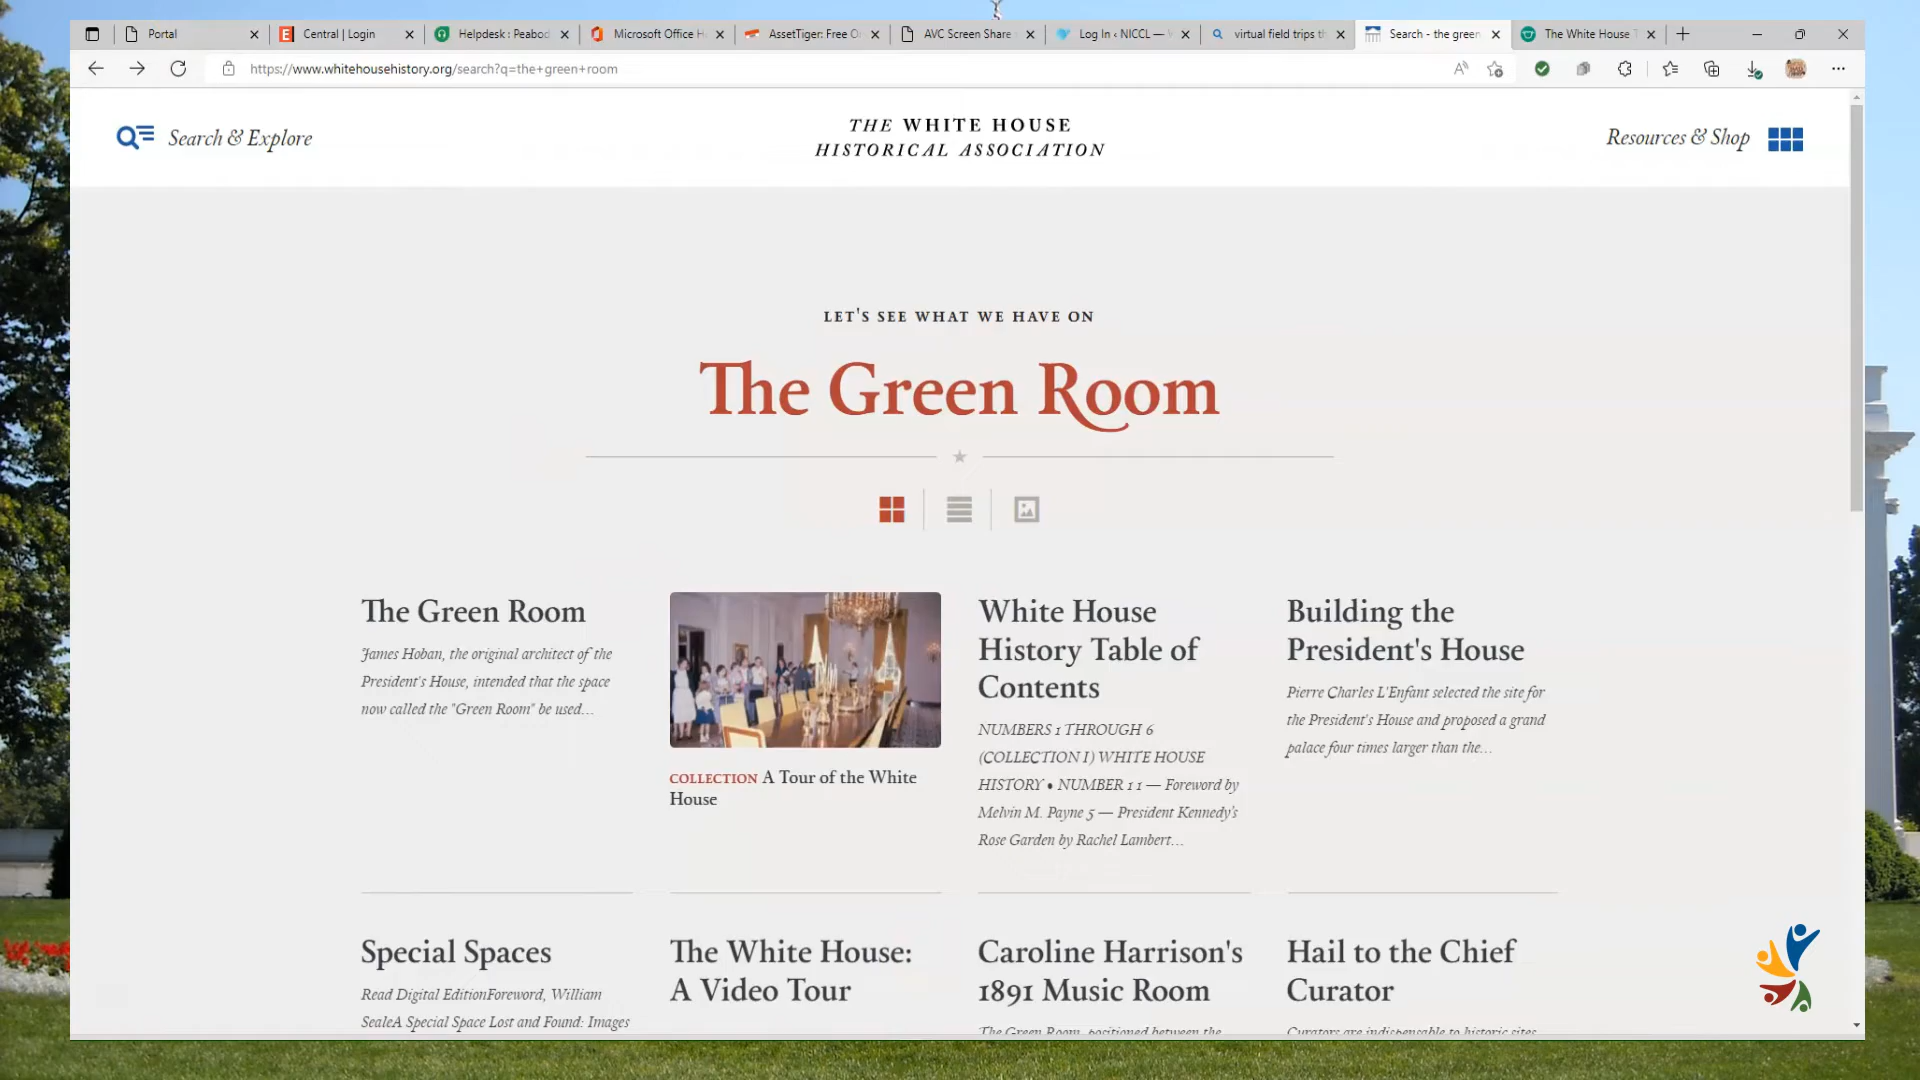 Portal
Central | Login
Helpdesk : Peabod
Microsoft Office H
AssetTiger: Free O
AVC Screen Share
Log In ‹ NICCL —
virtual field trips th
Search - the green
The White House T
https://www.whitehousehistory.org/search?q=the+green+room
Search & Explore
THE WHITE HOUSE
HISTORICAL ASSOCIATION
Resources & Shop
LET'S SEE WHAT WE HAVE ON
The Green Room
The Green Room
James Hoban, the original architect of the
President's House, intended that the space
now called the "Green Room" be used...
COLLECTION A Tour of the White
House
White House
History Table of
Contents
NUMBERS 1 THROUGH 6
(COLLECTION I) WHITE HOUSE
HISTORY • NUMBER 1 1 — Foreword by
Melvin M. Payne 5 — President Kennedy's
Rose Garden by Rachel Lambert...
Building the
President's House
Pierre Charles L'Enfant selected the site for
the President's House and proposed a grand
palace four times larger than the...
Special Spaces
Read Digital EditionForeword, William
SealeA Special Space Lost and Found: Images
The White House:
A Video Tour
Caroline Harrison's
1891 Music Room
The Green Room, positioned between the
Hail to the Chief
Curator
Curators are indispensable to historic sites